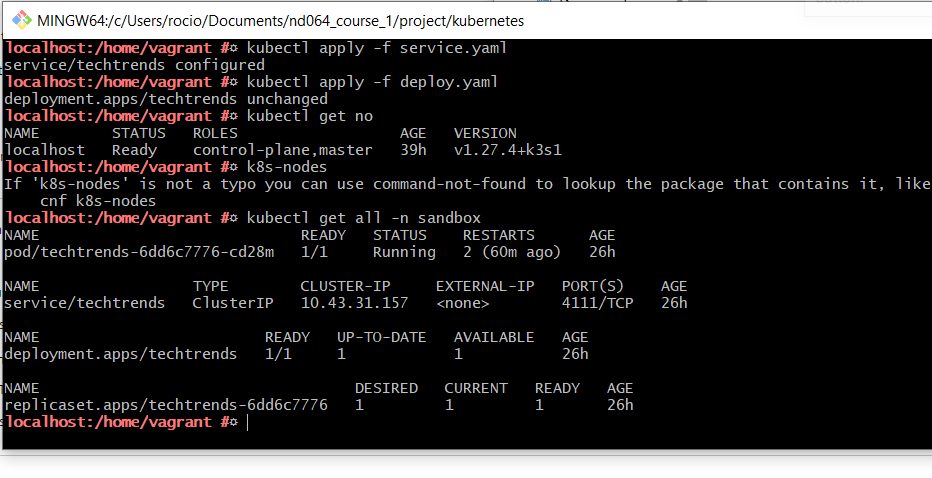 MINGW64:/c/Users/rocio/Documents/nd064_course_1/project/kubernetes
localhost:/home/vagrant #⚙ kubectl apply -f service.yaml
service/techtrends configured
localhost:/home/vagrant #⚙ kubectl apply -f deploy.yaml
deployment.apps/techtrends unchanged
localhost:/home/vagrant #⚙ kubectl get no
NAME        STATUS   ROLES                  AGE   VERSION
localhost   Ready    control-plane,master   39h   v1.27.4+k3s1
localhost:/home/vagrant #⚙ k8s-nodes
If 'k8s-nodes' is not a typo you can use command-not-found to lookup the package that contains it, like
    cnf k8s-nodes
localhost:/home/vagrant #⚙ kubectl get all -n sandbox
NAME                             READY   STATUS    RESTARTS      AGE
pod/techtrends-6dd6c7776-cd28m   1/1     Running   2 (60m ago)   26h
NAME                 TYPE        CLUSTER-IP     EXTERNAL-IP   PORT(S)    AGE
service/techtrends   ClusterIP   10.43.31.157   <none>        4111/TCP   26h
NAME                         READY   UP-TO-DATE   AVAILABLE   AGE
deployment.apps/techtrends   1/1     1            1           26h
NAME                                   DESIRED   CURRENT   READY   AGE
replicaset.apps/techtrends-6dd6c7776   1         1         1       26h
localhost:/home/vagrant #⚙